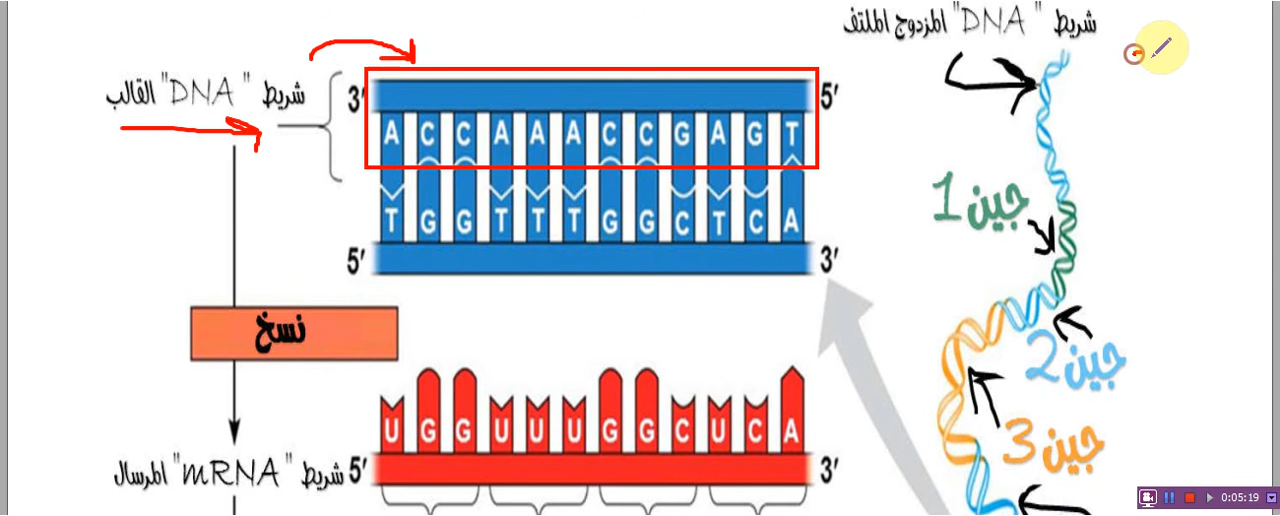 شريط "DNA" المزدوج الملتف
شريط "DNA" القالب
3' 5'
A C C A A A C C G A G T
T G G T T T G G C T C A
5' 3'
جين 1
نسخ
جين 2
U G G U U U G G C U C A
جين 3
شريط "mRNA" المرسال
5' 3'
0:05:19